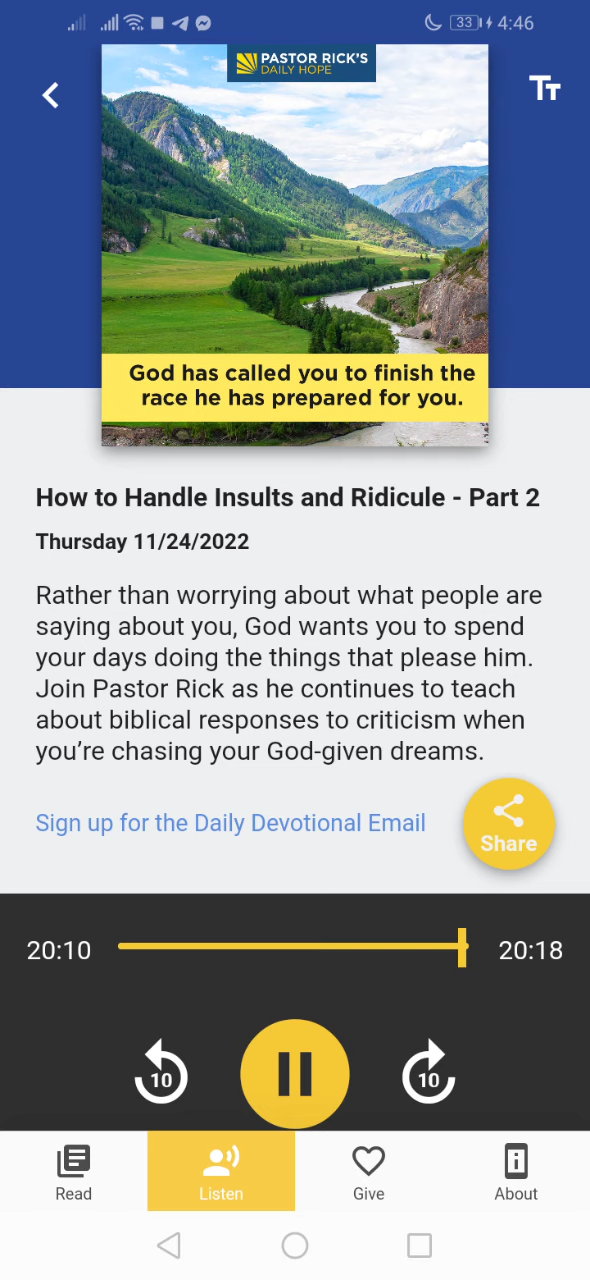 33 4:46
PASTOR RICK'S
DAILY HOPE
TT
God has called you to finish the
race he has prepared for you.
How to Handle Insults and Ridicule - Part 2
Thursday 11/24/2022
Rather than worrying about what people are
saying about you, God wants you to spend
your days doing the things that please him.
Join Pastor Rick as he continues to teach
about biblical responses to criticism when
you’re chasing your God-given dreams.
Sign up for the Daily Devotional Email
Share
20:10 20:18
10 10
Read Listen Give About